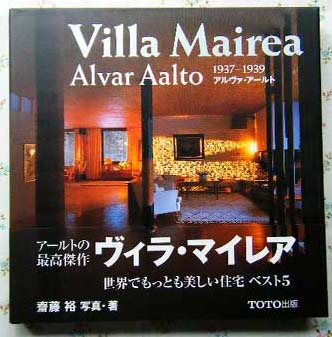 Villa Mairea
Alvar Aalto 1937–1939
アルヴァ・アールト
アールトの
最高傑作
ヴィラ・マイレア
世界でもっとも美しい住宅 ベスト5
齋藤 裕 写真・著
TOTO出版